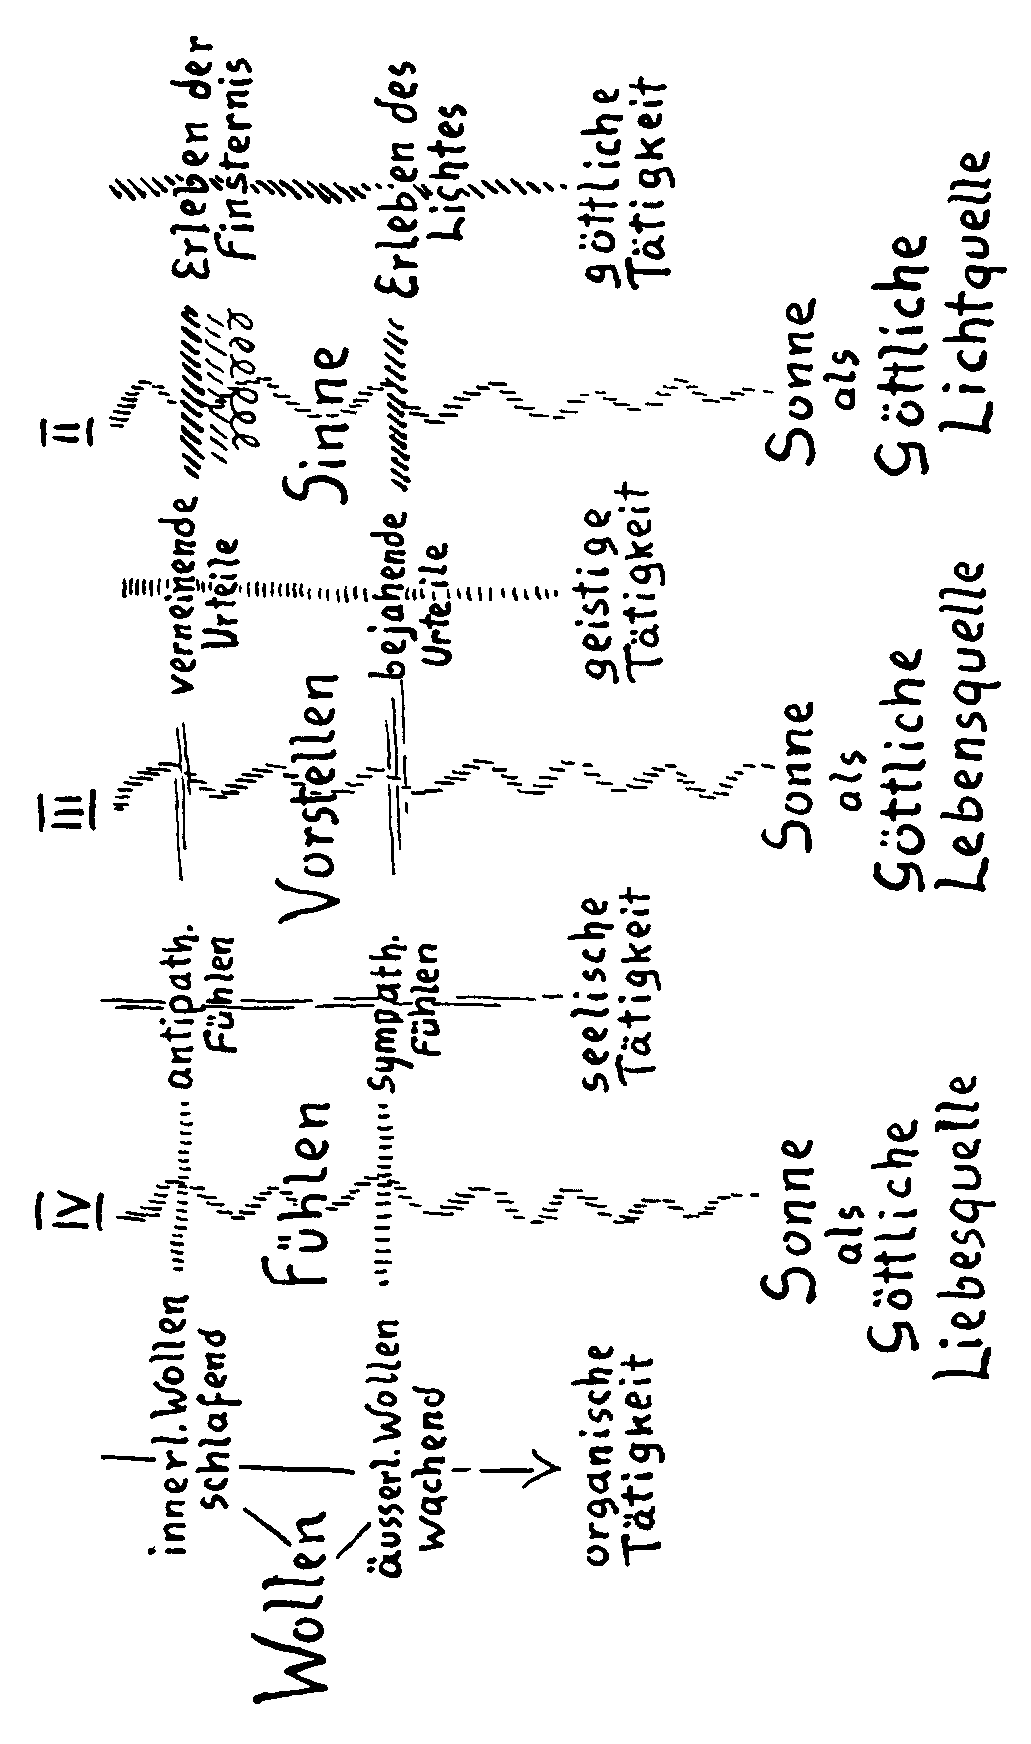 IV III II
innerl. Wollen antipath. verneinende Erleben der
schlafend Fühlen Urteile Finsternis
Wollen Fühlen Vorstellen Sinne
äusserl. Wollen sympath. bejahende Erleben des
wachend Fühlen Urteile Lichtes
organische seelische geistige göttliche
Tätigkeit Tätigkeit Tätigkeit Tätigkeit
Sonne Sonne Sonne
als als als
Göttliche Göttliche Göttliche
Liebesquelle Lebensquelle Lichtquelle